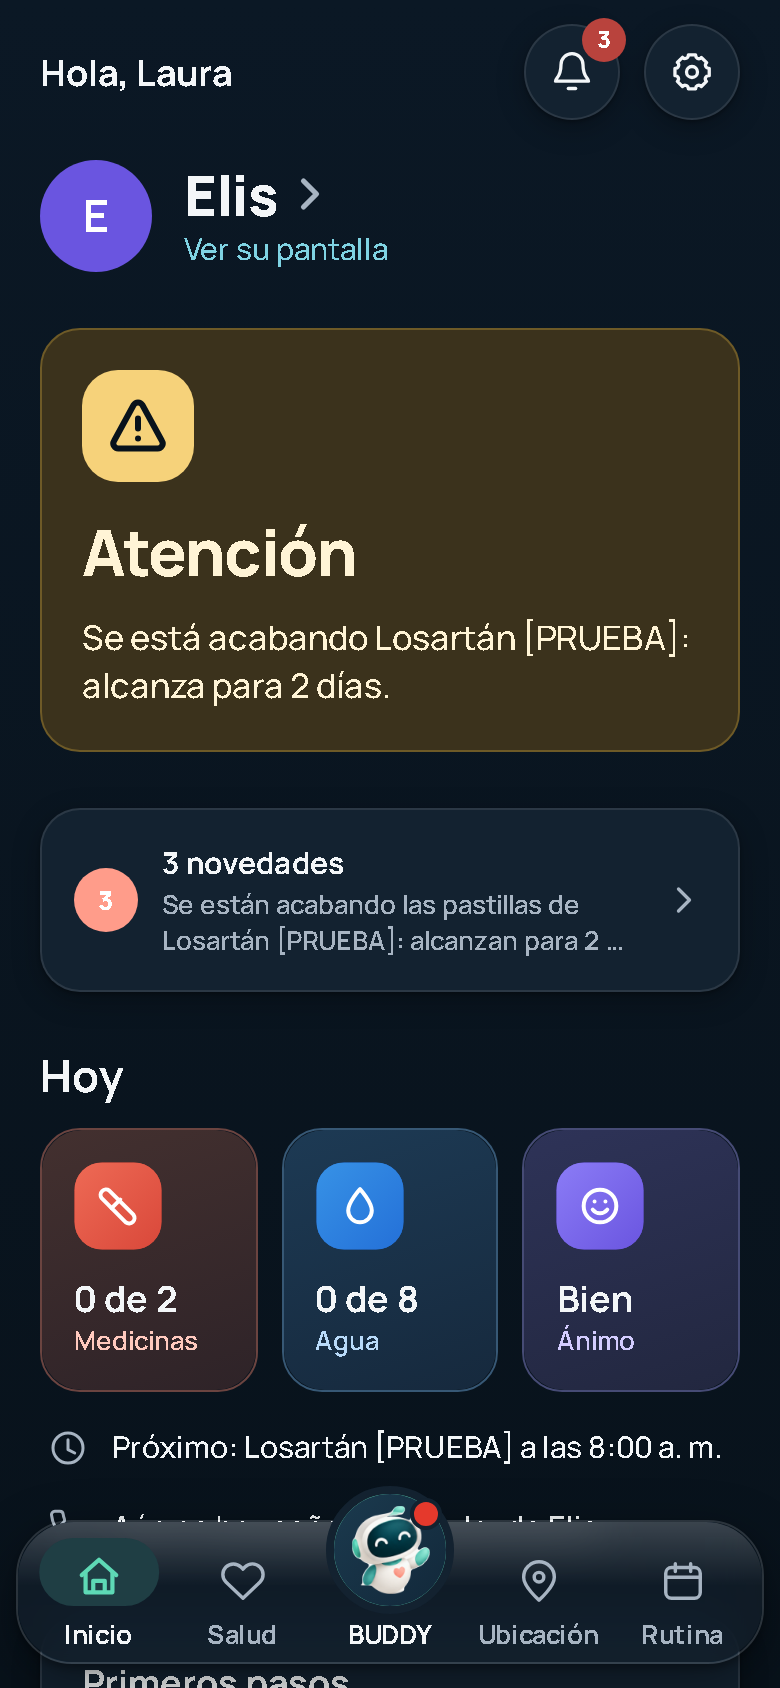 Hola, Laura
3
E
Elis
Ver su pantalla
Atención
Se está acabando Losartán [PRUEBA]:
alcanza para 2 días.
3
3 novedades
Se están acabando las pastillas de
Losartán [PRUEBA]: alcanzan para 2 ...
Hoy
0 de 2
Medicinas
0 de 8
Agua
Bien
Ánimo
Próximo: Losartán [PRUEBA] a las 8:00 a. m.
Inicio
Salud
BUDDY
Ubicación
Rutina
Primeros pasos